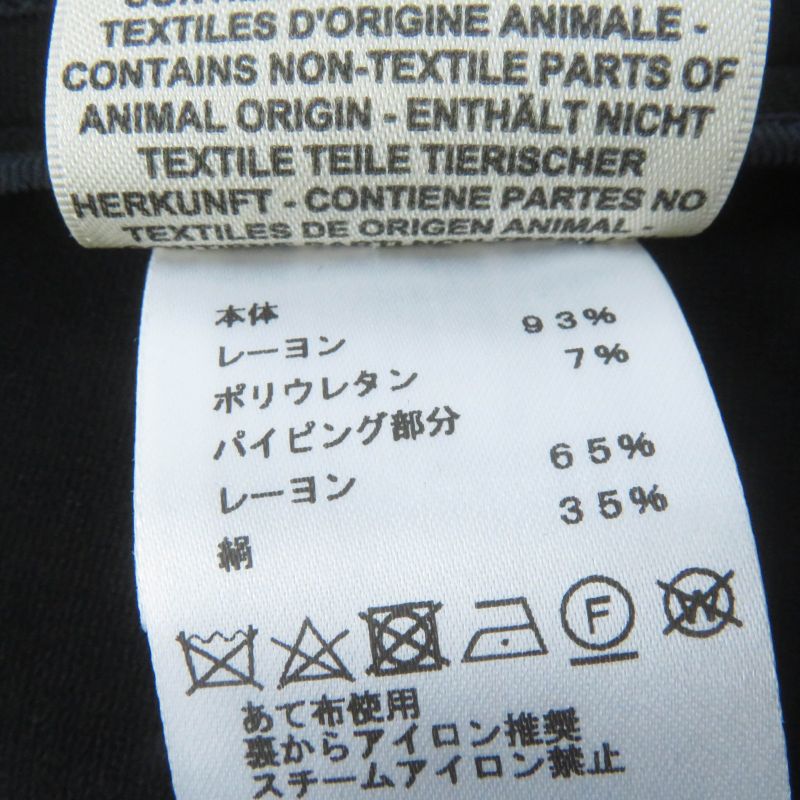 TEXTILES D'ORIGINE ANIMALE -
CONTAINS NON-TEXTILE PARTS OF
ANIMAL ORIGIN - ENTHÄLT NICHT
TEXTILE TEILE TIERISCHER
HERKUNFT - CONTIENE PARTES NO
TEXTILES DE ORIGEN ANIMAL -
本体
レーヨン 93%
ポリウレタン 7%
パイピング部分
レーヨン 65%
絹 35%
F W
あて布使用
裏からアイロン推奨
スチームアイロン禁止